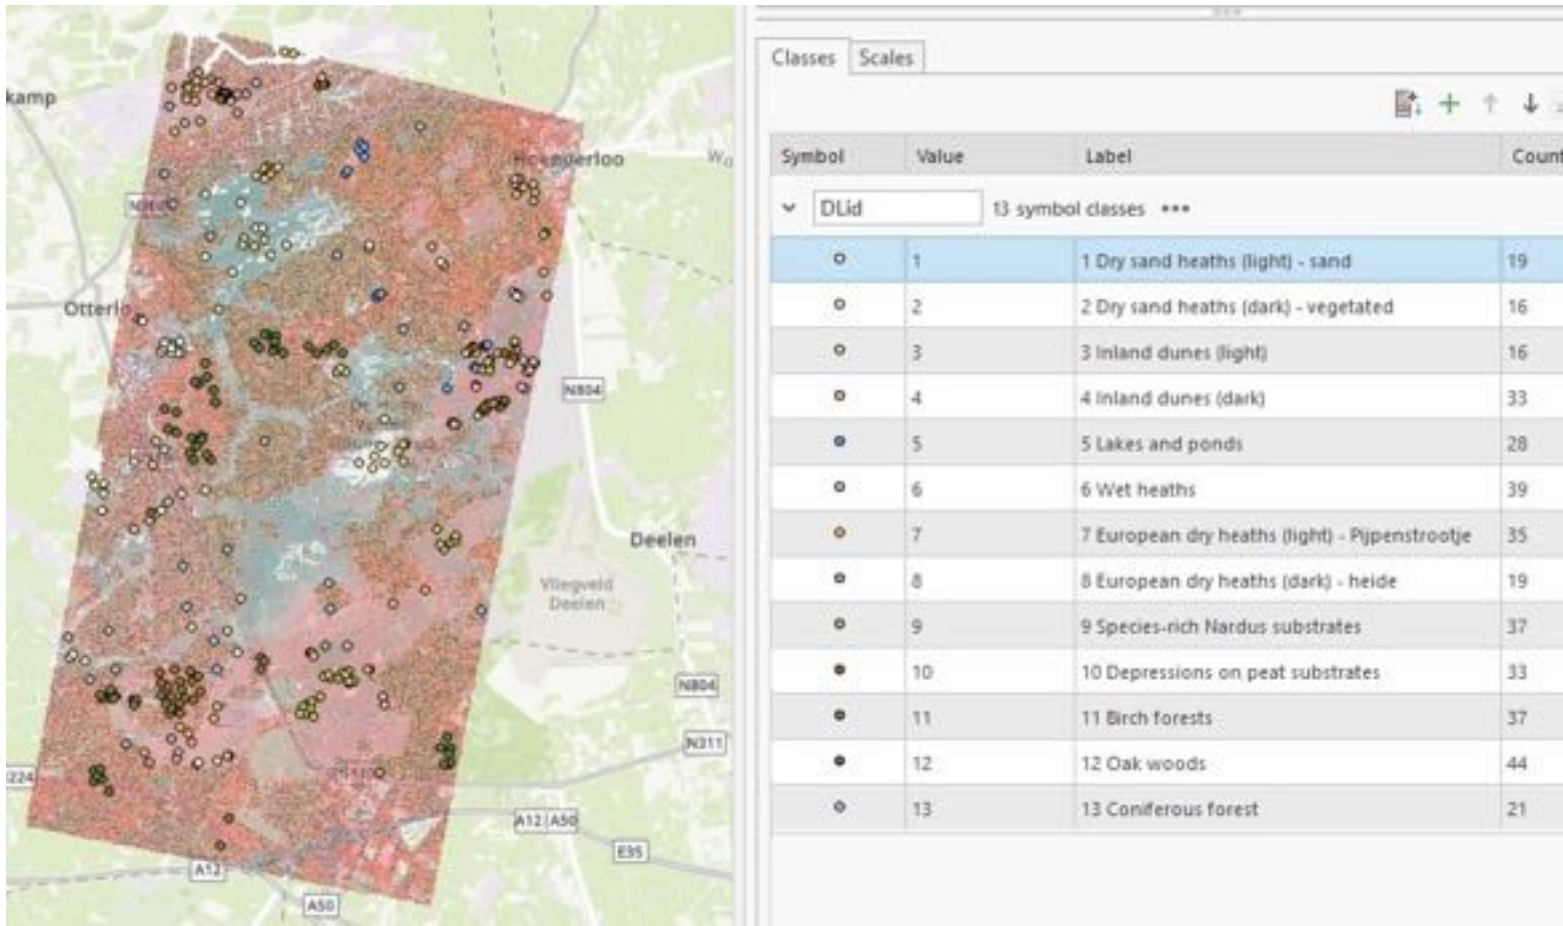 kamp
Hoenderloo
Wo
Otterlo
N804
Deelen
Vliegveld
Deelen
N804
N311
224
A12 A50
E35
A12
A50
Classes
Scales
Symbol Value Label Count
DLid 13 symbol classes •••
1 1 Dry sand heaths (light) - sand 19
2 2 Dry sand heaths (dark) - vegetated 16
3 3 Inland dunes (light) 16
4 4 Inland dunes (dark) 33
5 5 Lakes and ponds 28
6 6 Wet heaths 39
7 7 European dry heaths (light) - Pijpenstrootje 35
8 8 European dry heaths (dark) - heide 19
9 9 Species-rich Nardus substrates 37
10 10 Depressions on peat substrates 33
11 11 Birch forests 37
12 12 Oak woods 44
13 13 Coniferous forest 21